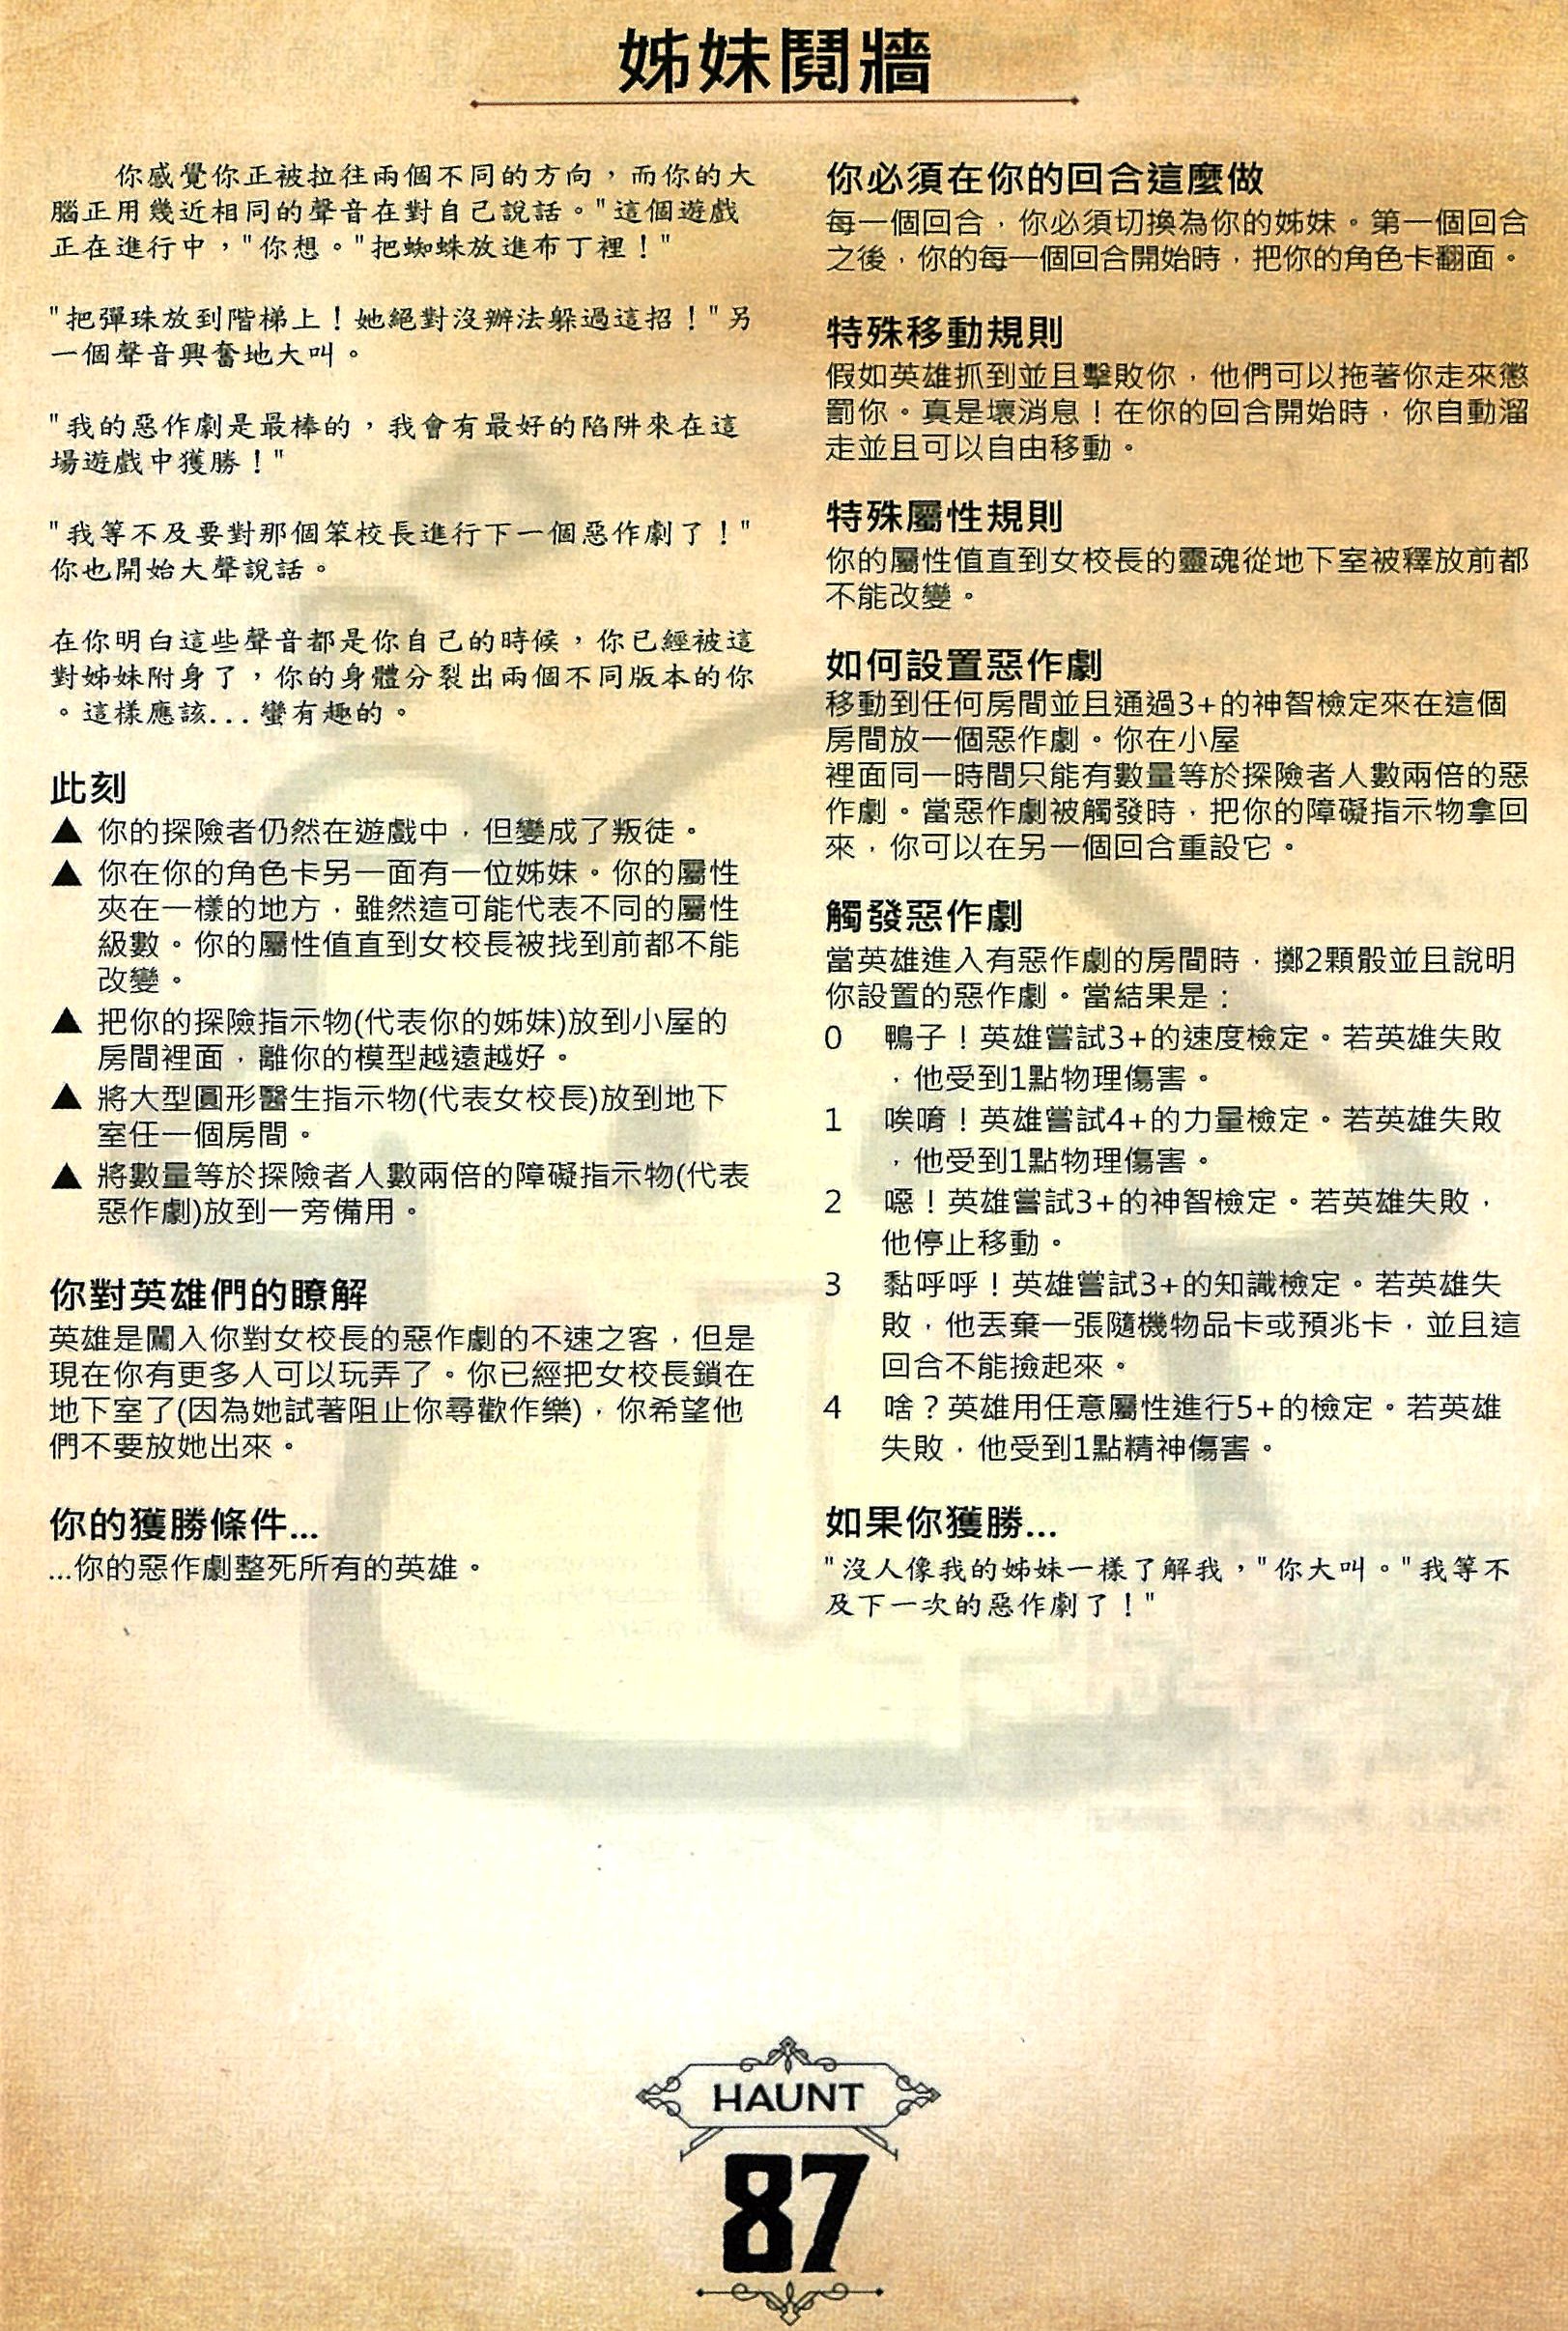 姊妹鬩牆
你感覺你正被拉往兩個不同的方向，而你的大
腦正用幾近相同的聲音在對自己說話。"這個遊戲
正在進行中，"你想。"把蜘蛛放進布丁裡！"
"把彈珠放到階梯上！她絕對沒辦法躲過這招！"另
一個聲音興奮地大叫。
"我的惡作劇是最棒的，我會有最好的陷阱來在這
場遊戲中獲勝！"
"我等不及要對那個笨校長進行下一個惡作劇了！"
你也開始大聲說話。
在你明白這些聲音都是你自己的時候，你已經被這
對姊妹附身了，你的身體分裂出兩個不同版本的你
。這樣應該...蠻有趣的。
此刻
▲ 你的探險者仍然在遊戲中，但變成了叛徒。
▲ 你在你的角色卡另一面有一位姊妹。你的屬性
夾在一樣的地方，雖然這可能代表不同的屬性
級數。你的屬性值直到女校長被找到前都不能
改變。
▲ 把你的探險指示物(代表你的姊妹)放到小屋的
房間裡面，離你的模型越遠越好。
▲ 將大型圓形醫生指示物(代表女校長)放到地下
室任一個房間。
▲ 將數量等於探險者人數兩倍的障礙指示物(代表
惡作劇)放到一旁備用。
你對英雄們的瞭解
英雄是闖入你對女校長的惡作劇的不速之客，但是
現在你有更多人可以玩弄了。你已經把女校長鎖在
地下室了(因為她試著阻止你尋歡作樂)，你希望他
們不要放她出來。
你的獲勝條件...
...你的惡作劇整死所有的英雄。
你必須在你的回合這麼做
每一個回合，你必須切換為你的姊妹。第一個回合
之後，你的每一個回合開始時，把你的角色卡翻面。
特殊移動規則
假如英雄抓到並且擊敗你，他們可以拖著你走來懲
罰你。真是壞消息！在你的回合開始時，你自動溜
走並且可以自由移動。
特殊屬性規則
你的屬性值直到女校長的靈魂從地下室被釋放前都
不能改變。
如何設置惡作劇
移動到任何房間並且通過3+的神智檢定來在這個
房間放一個惡作劇。你在小屋
裡面同一時間只能有數量等於探險者人數兩倍的惡
作劇。當惡作劇被觸發時，把你的障礙指示物拿回
來，你可以在另一個回合重設它。
觸發惡作劇
當英雄進入有惡作劇的房間時，擲2顆骰並且說明
你設置的惡作劇。當結果是：
0 鴨子！英雄嘗試3+的速度檢定。若英雄失敗
，他受到1點物理傷害。
1 唉唷！英雄嘗試4+的力量檢定。若英雄失敗
，他受到1點物理傷害。
2 噁！英雄嘗試3+的神智檢定。若英雄失敗，
他停止移動。
3 黏呼呼！英雄嘗試3+的知識檢定。若英雄失
敗，他丟棄一張隨機物品卡或預兆卡，並且這
回合不能撿起來。
4 啥？英雄用任意屬性進行5+的檢定。若英雄
失敗，他受到1點精神傷害。
如果你獲勝...
"沒人像我的姊妹一樣了解我，"你大叫。"我等不
及下一次的惡作劇了！"
HAUNT
87